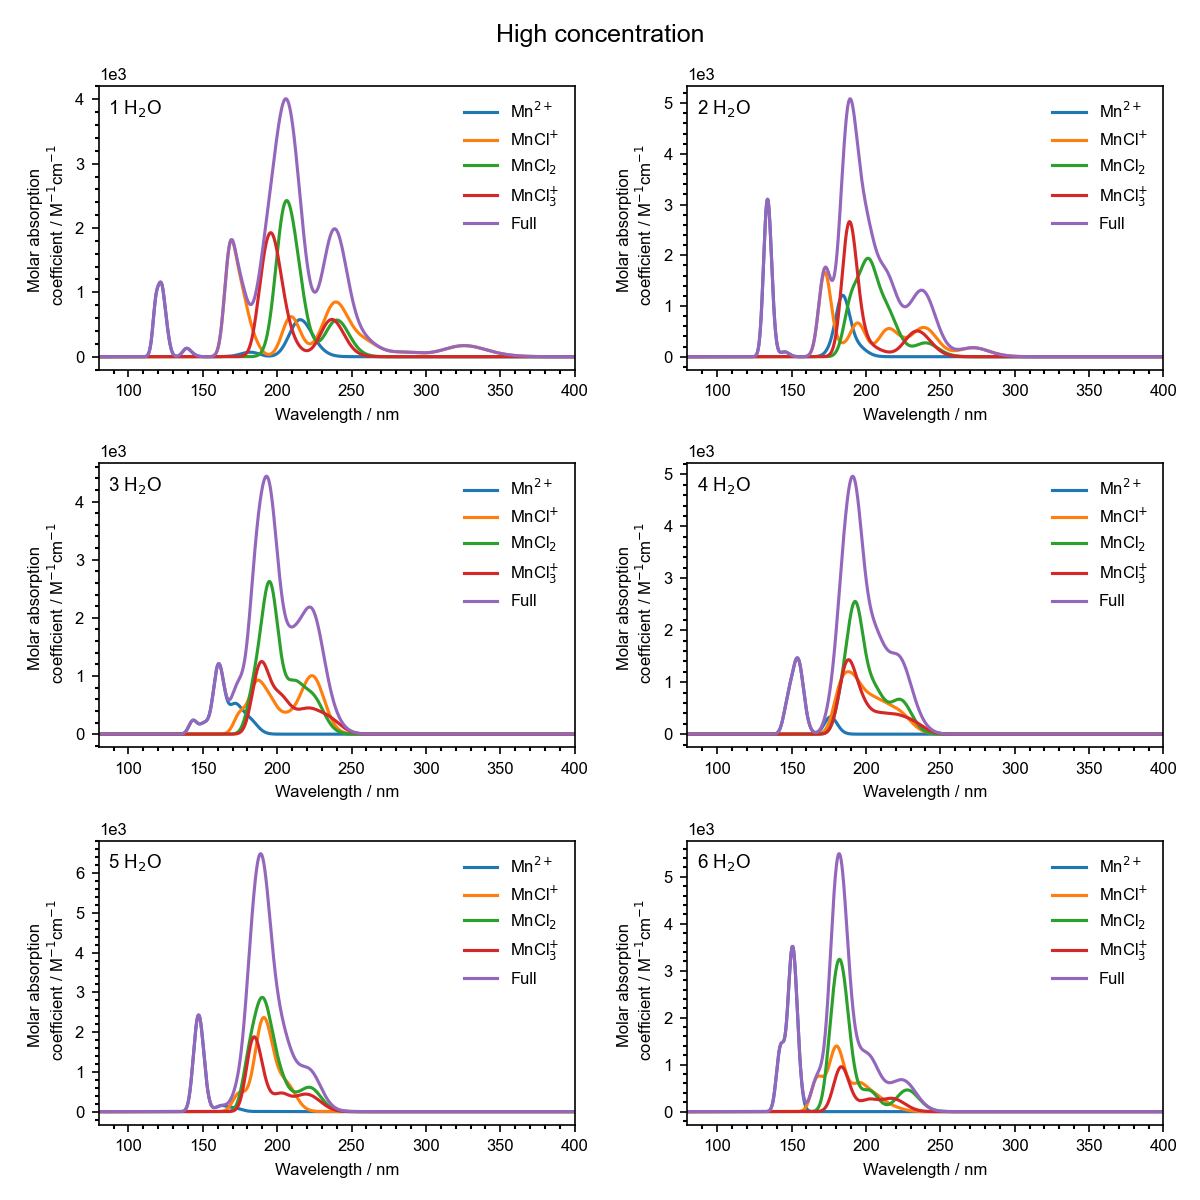 High concentration
1e3
1 H₂O
Mn²⁺
MnCl⁺
MnCl₂
MnCl₃⁺
Full
0
1
2
3
4
Molar absorption
coefficient / M⁻¹cm⁻¹
100 150 200 250 300 350 400
Wavelength / nm
1e3
2 H₂O
Mn²⁺
MnCl⁺
MnCl₂
MnCl₃⁺
Full
0
1
2
3
4
5
Molar absorption
coefficient / M⁻¹cm⁻¹
100 150 200 250 300 350 400
Wavelength / nm
1e3
3 H₂O
Mn²⁺
MnCl⁺
MnCl₂
MnCl₃⁺
Full
0
1
2
3
4
Molar absorption
coefficient / M⁻¹cm⁻¹
100 150 200 250 300 350 400
Wavelength / nm
1e3
4 H₂O
Mn²⁺
MnCl⁺
MnCl₂
MnCl₃⁺
Full
0
1
2
3
4
5
Molar absorption
coefficient / M⁻¹cm⁻¹
100 150 200 250 300 350 400
Wavelength / nm
1e3
5 H₂O
Mn²⁺
MnCl⁺
MnCl₂
MnCl₃⁺
Full
0
1
2
3
4
5
6
Molar absorption
coefficient / M⁻¹cm⁻¹
100 150 200 250 300 350 400
Wavelength / nm
1e3
6 H₂O
Mn²⁺
MnCl⁺
MnCl₂
MnCl₃⁺
Full
0
1
2
3
4
5
Molar absorption
coefficient / M⁻¹cm⁻¹
100 150 200 250 300 350 400
Wavelength / nm